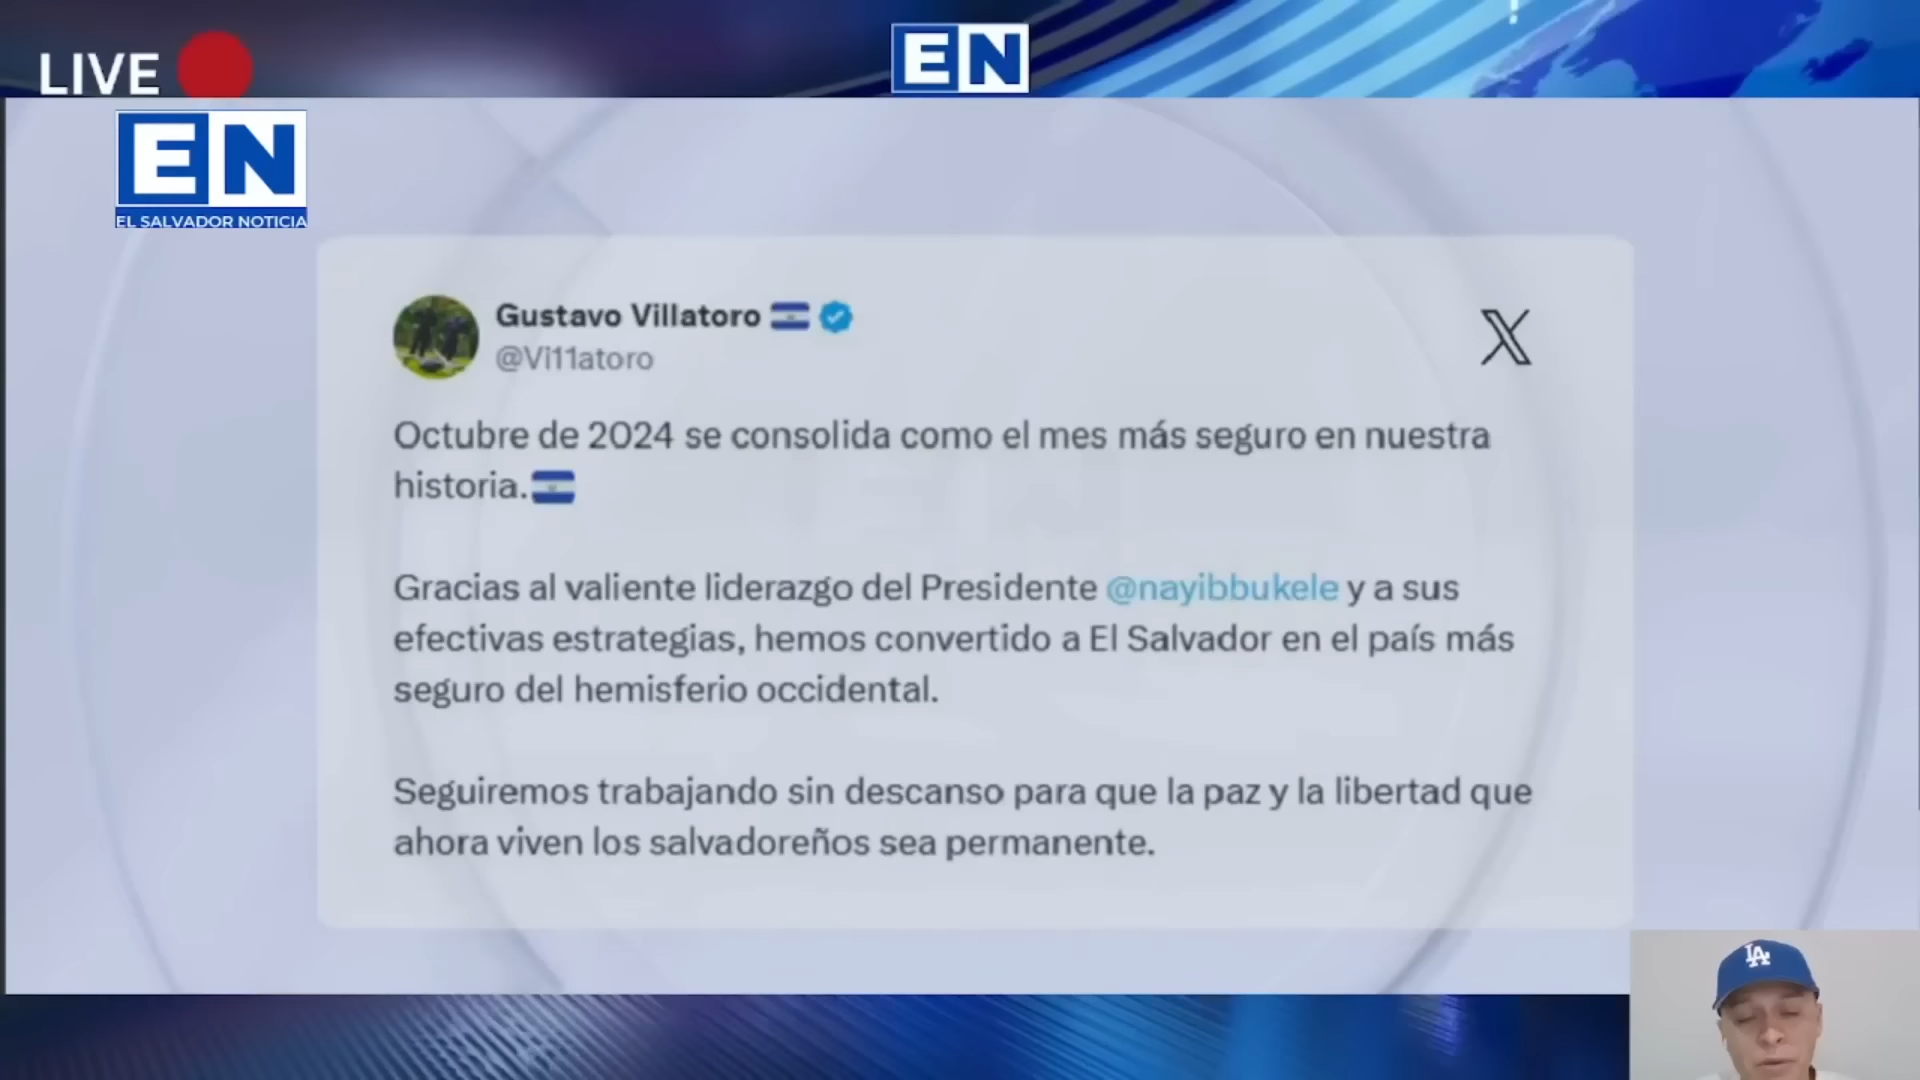 LIVE
EN
EN
EL SALVADOR NOTICIA
Gustavo Villatoro
@Vi11atoro
X
Octubre de 2024 se consolida como el mes más seguro en nuestra
historia.
Gracias al valiente liderazgo del Presidente @nayibbukele y a sus
efectivas estrategias, hemos convertido a El Salvador en el país más
seguro del hemisferio occidental.
Seguiremos trabajando sin descanso para que la paz y la libertad que
ahora viven los salvadoreños sea permanente.
LA